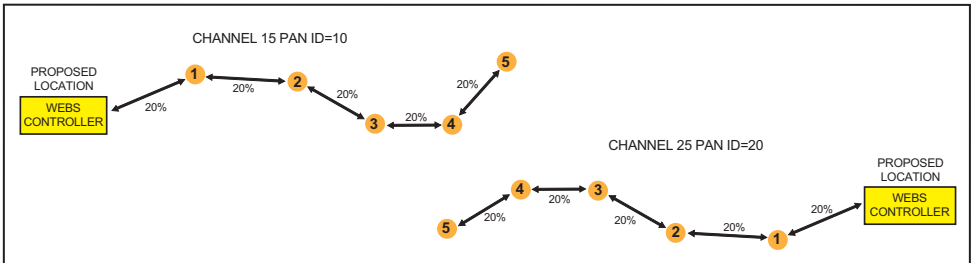 CHANNEL 15 PAN ID=10
PROPOSED
LOCATION
WEBS
CONTROLLER
20%
1
20%
2
20%
3
20%
4
20%
5
CHANNEL 25 PAN ID=20
PROPOSED
LOCATION
WEBS
CONTROLLER
5
20%
4
20%
3
20%
2
20%
1
20%